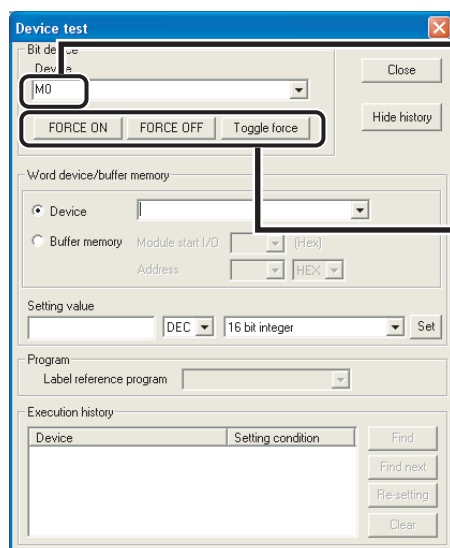 Device test
Bit device
Device
M0
Close
FORCE ON FORCE OFF Toggle force
Hide history
Word device/buffer memory
Device
Buffer memory Module start I/O (Hex)
Address HEX
Setting value
DEC 16 bit integer Set
Program
Label reference program
Execution history
Device Setting condition
Find
Find next
Re-setting
Clear